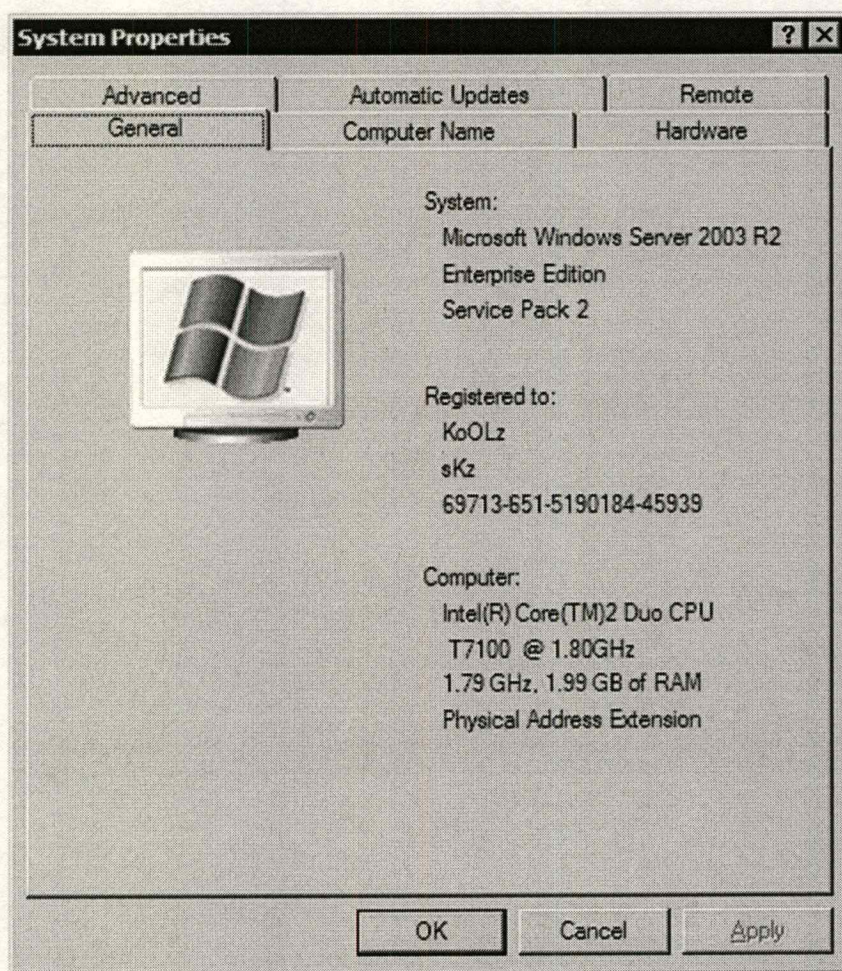 System Properties
Advanced
Automatic Updates
Remote
General
Computer Name
Hardware
System:
Microsoft Windows Server 2003 R2
Enterprise Edition
Service Pack 2
Registered to:
KoOLz
sKz
69713-651-5190184-45939
Computer:
Intel(R) Core(TM)2 Duo CPU
T7100 @ 1.80GHz
1.79 GHz, 1.99 GB of RAM
Physical Address Extension
OK
Cancel
Apply